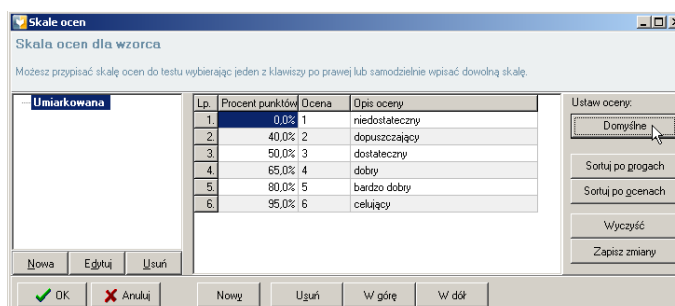 Skale ocen
Skala ocen dla wzorca
Możesz przypisać skalę ocen do testu wybierając jeden z klawiszy po prawej lub samodzielnie wpisać dowolną skalę.
Umiarkowana
Lp. Procent punktów Ocena Opis oceny
1. 0,0% 1 niedostateczny
2. 40,0% 2 dopuszczający
3. 50,0% 3 dostateczny
4. 65,0% 4 dobry
5. 80,0% 5 bardzo dobry
6. 95,0% 6 celujący
Ustaw oceny:
Domyślne
Sortuj po progach
Sortuj po ocenach
Wyczyść
Zapisz zmiany
Nowa Edytuj Usuń
OK Anuluj Nowy Usuń W górę W dół